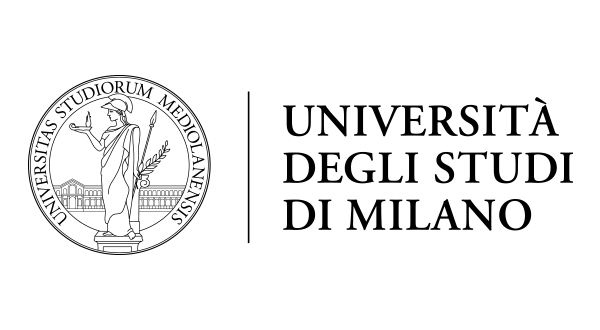 UNIVERSITAS STUDIORUM MEDIOLANENSIS
UNIVERSITÀ
DEGLI STUDI
DI MILANO